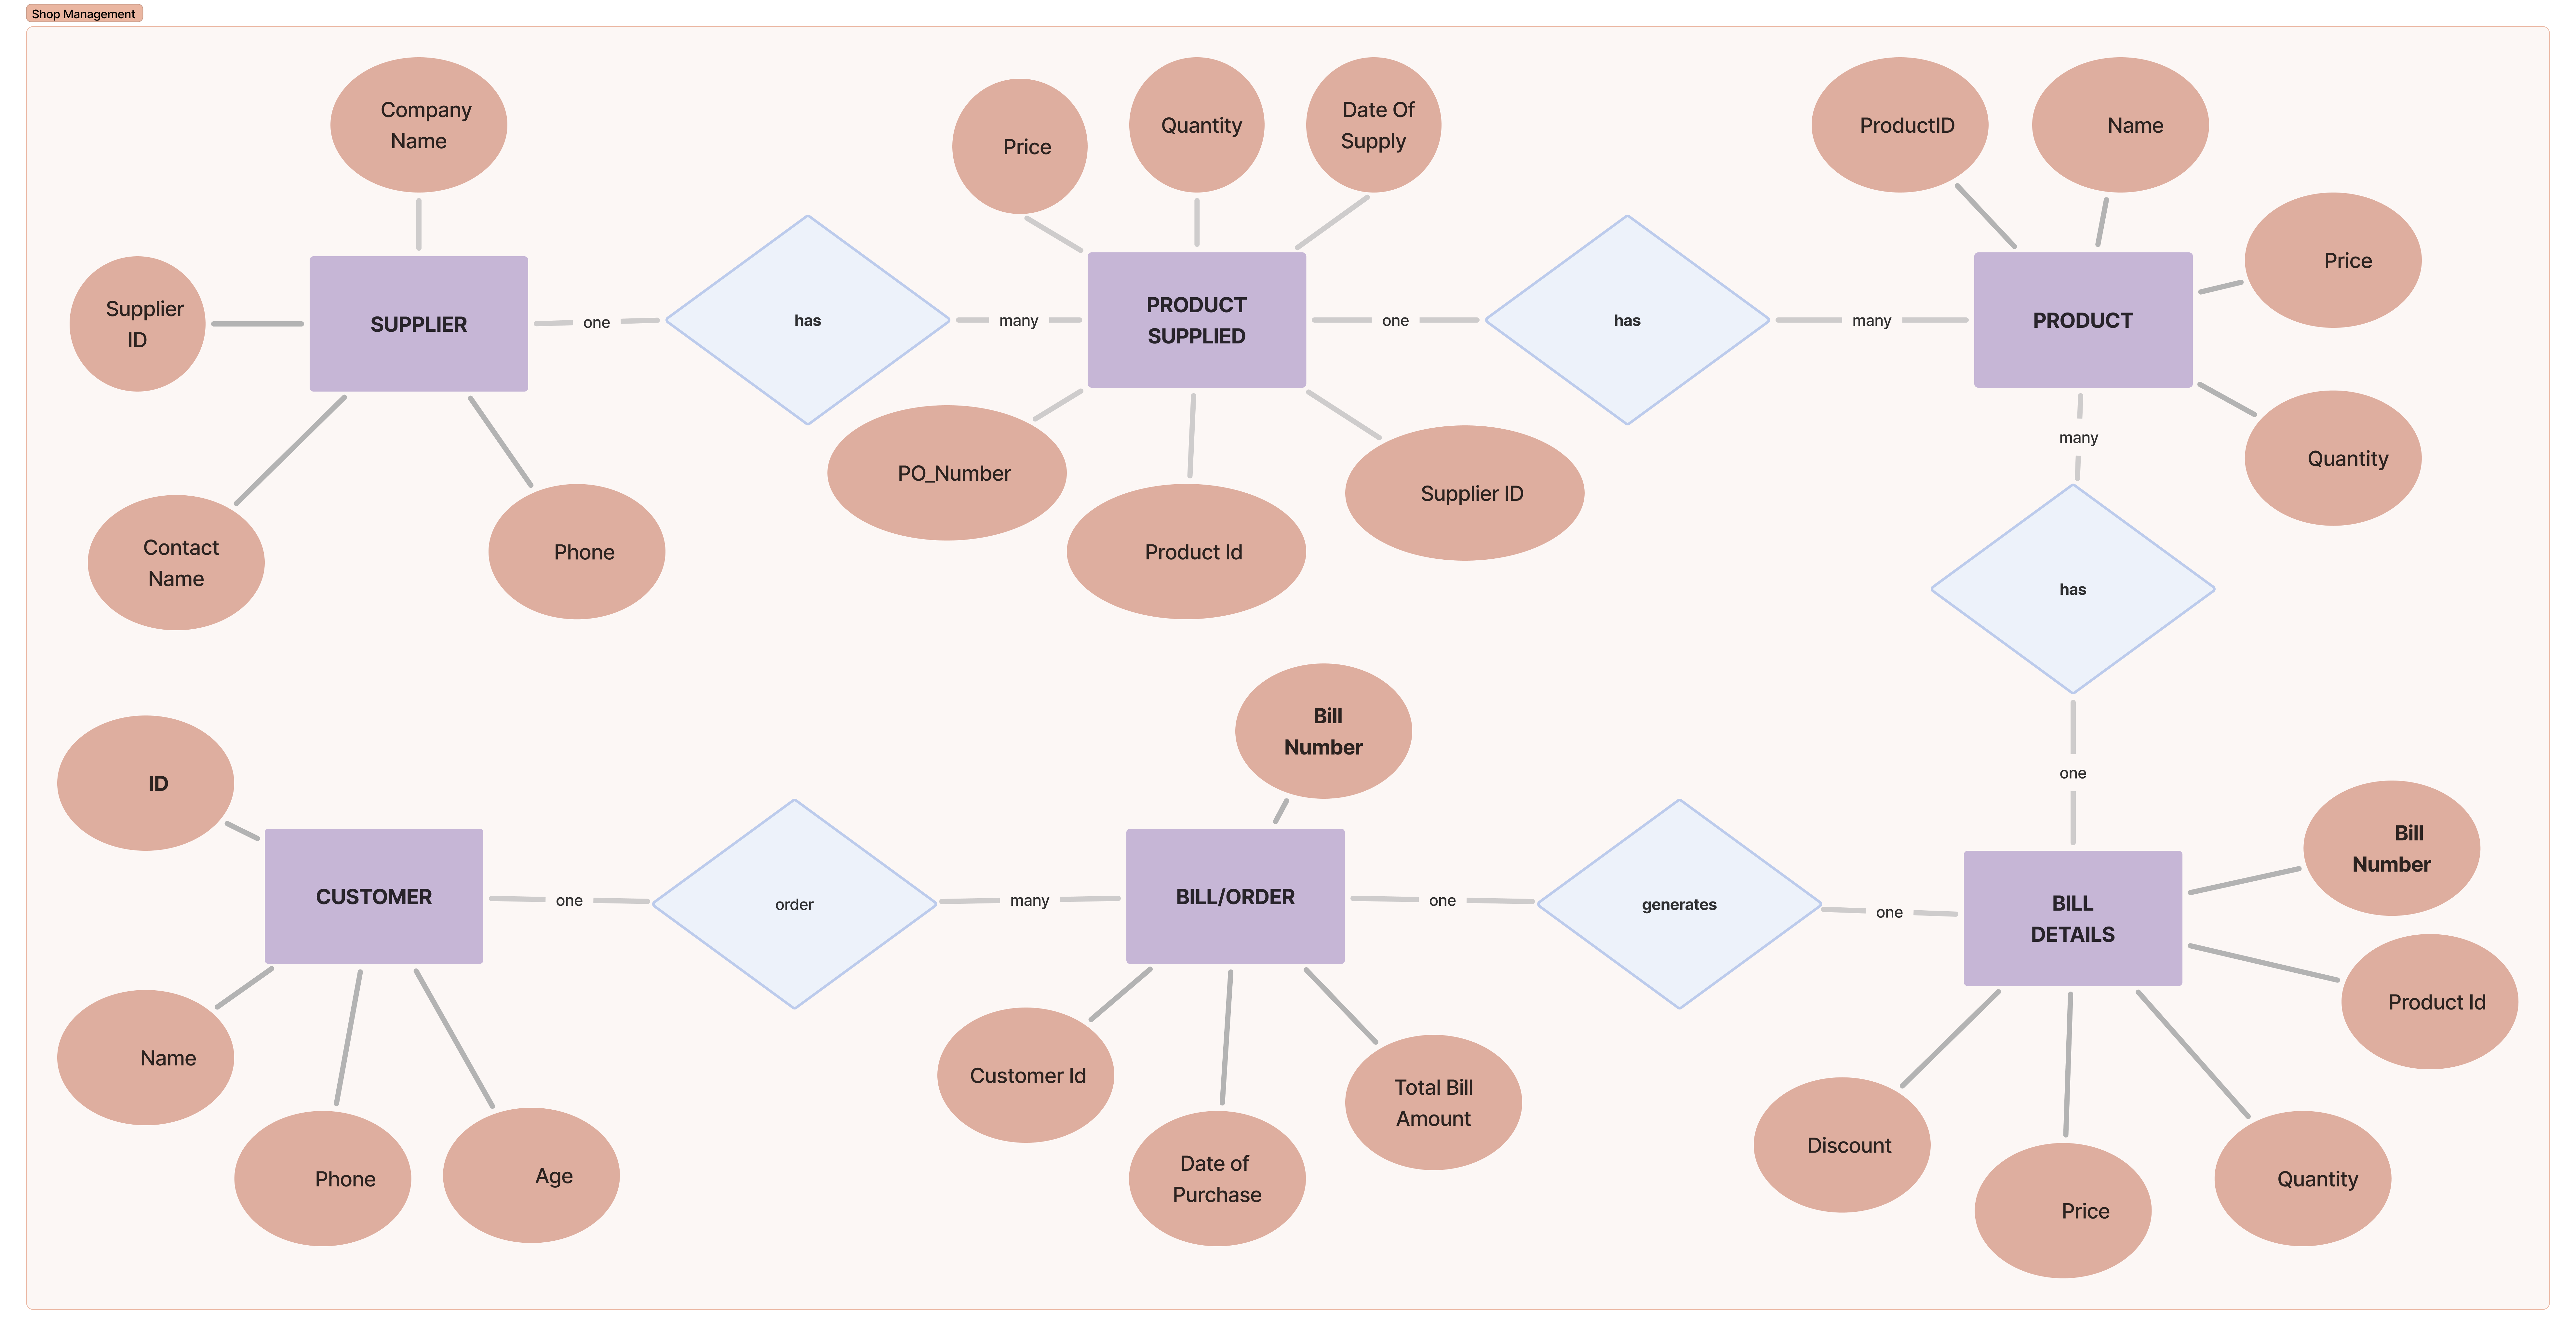 Shop Management
Company
Name
Price
Quantity
Date Of
Supply
ProductID
Name
Price
Supplier
ID
SUPPLIER
one
has
many
PRODUCT
SUPPLIED
one
has
many
PRODUCT
many
Quantity
Contact
Name
Phone
PO_Number
Product Id
Supplier ID
has
Bill
Number
one
ID
CUSTOMER
one
order
many
BILL/ORDER
one
generates
one
BILL
DETAILS
Bill
Number
Product Id
Name
Phone
Age
Customer Id
Date of
Purchase
Total Bill
Amount
Discount
Price
Quantity